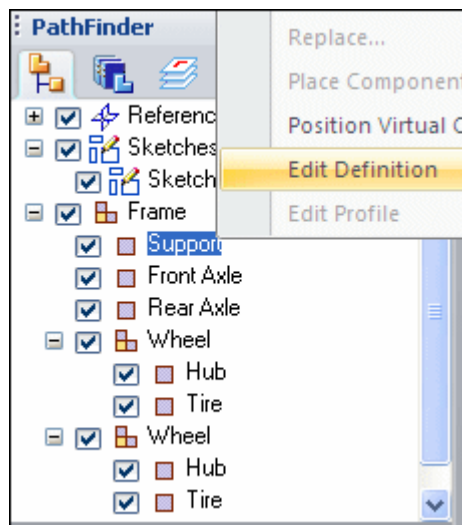 PathFinder
Replace...
Place Component
Position Virtual C
Edit Definition
Edit Profile
Referenc
Sketches
Sketch
Frame
Support
Front Axle
Rear Axle
Wheel
Hub
Tire
Wheel
Hub
Tire